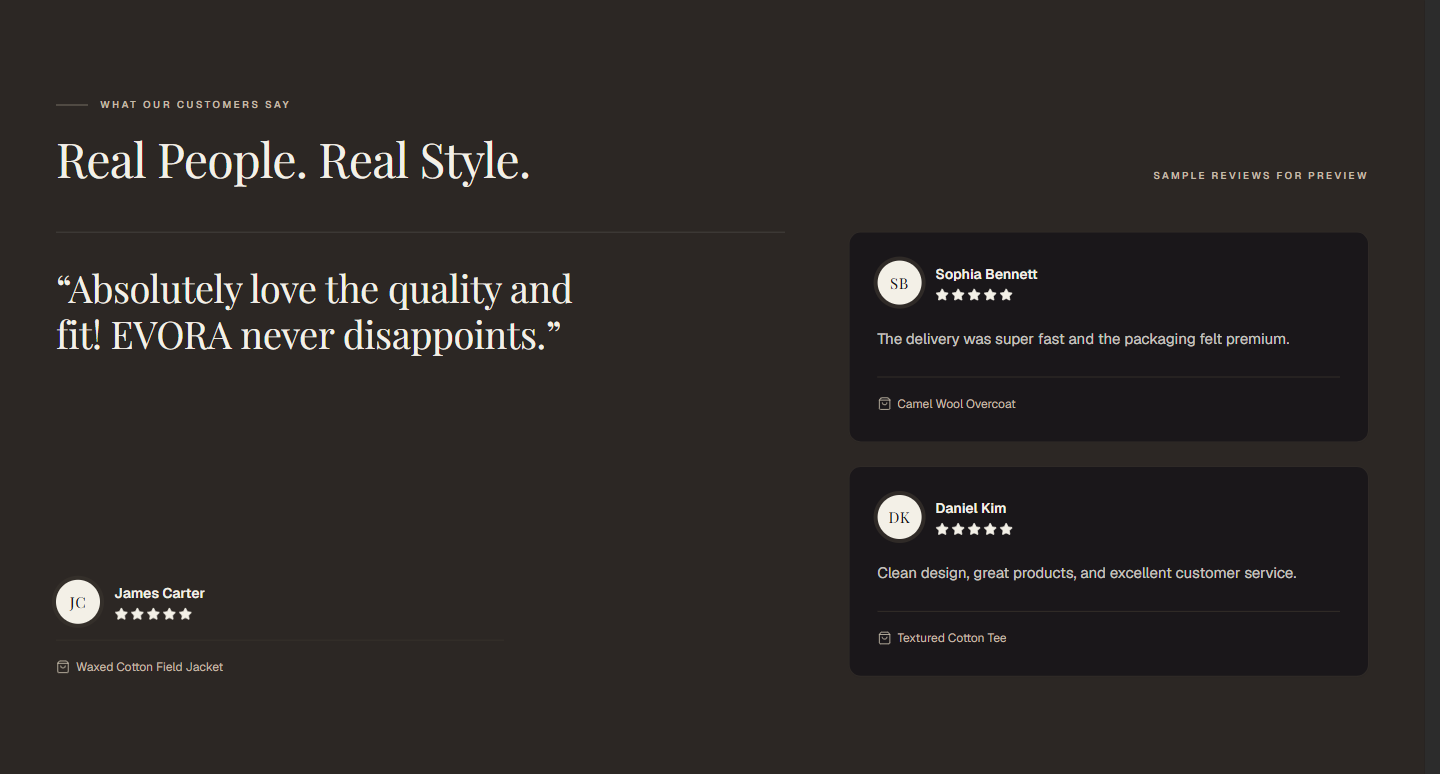 WHAT OUR CUSTOMERS SAY
Real People. Real Style.
SAMPLE REVIEWS FOR PREVIEW
“Absolutely love the quality and
fit! EVORA never disappoints.”
JC
James Carter
Waxed Cotton Field Jacket
SB
Sophia Bennett
The delivery was super fast and the packaging felt premium.
Camel Wool Overcoat
DK
Daniel Kim
Clean design, great products, and excellent customer service.
Textured Cotton Tee